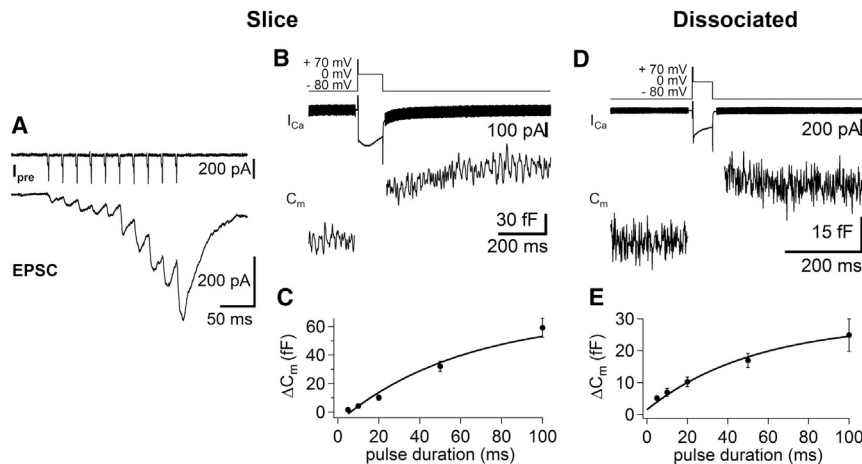 Slice
Dissociated
A
I_pre
200 pA
EPSC
200 pA
50 ms
B
+ 70 mV
0 mV
- 80 mV
I_Ca
100 pA
C_m
30 fF
200 ms
C
ΔC_m (fF)
60
40
20
0
0
20
40
60
80
100
pulse duration (ms)
D
+ 70 mV
0 mV
- 80 mV
I_Ca
200 pA
C_m
15 fF
200 ms
E
ΔC_m (fF)
30
20
10
0
0
20
40
60
80
100
pulse duration (ms)